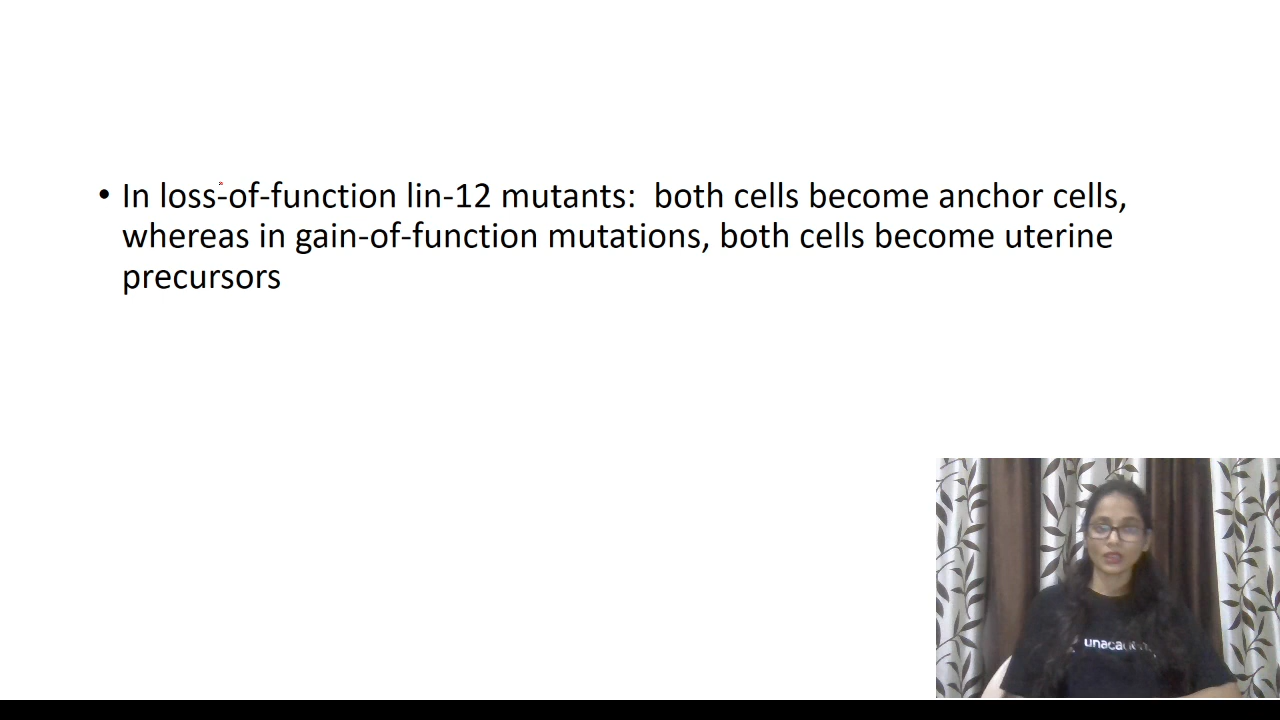 • In loss-of-function lin-12 mutants:  both cells become anchor cells,
whereas in gain-of-function mutations, both cells become uterine
precursors